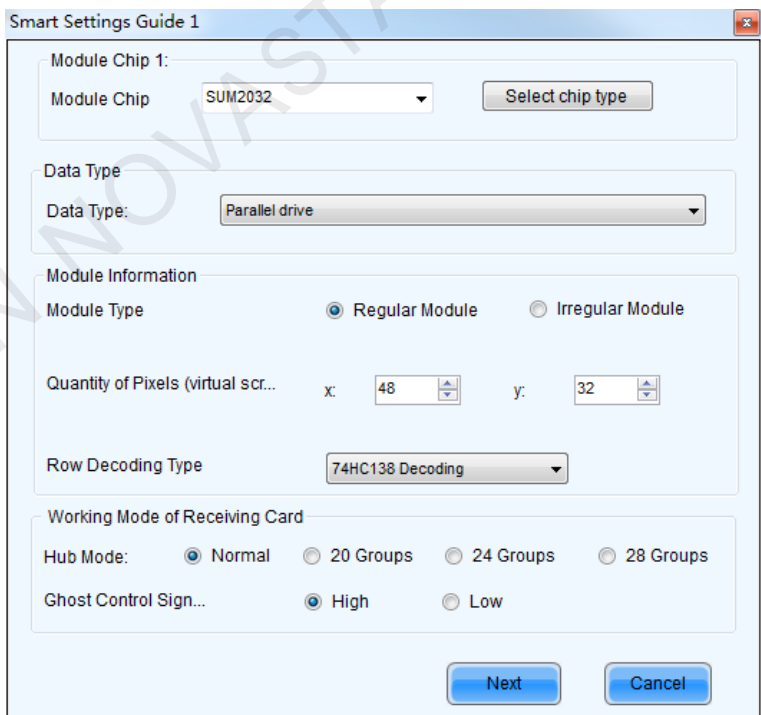 Smart Settings Guide 1
Module Chip 1:
Module Chip SUM2032 Select chip type
Data Type
Data Type: Parallel drive
Module Information
Module Type Regular Module Irregular Module
Quantity of Pixels (virtual scr... x: 48 y: 32
Row Decoding Type 74HC138 Decoding
Working Mode of Receiving Card
Hub Mode: Normal 20 Groups 24 Groups 28 Groups
Ghost Control Sign... High Low
Next Cancel
N NOVASTA